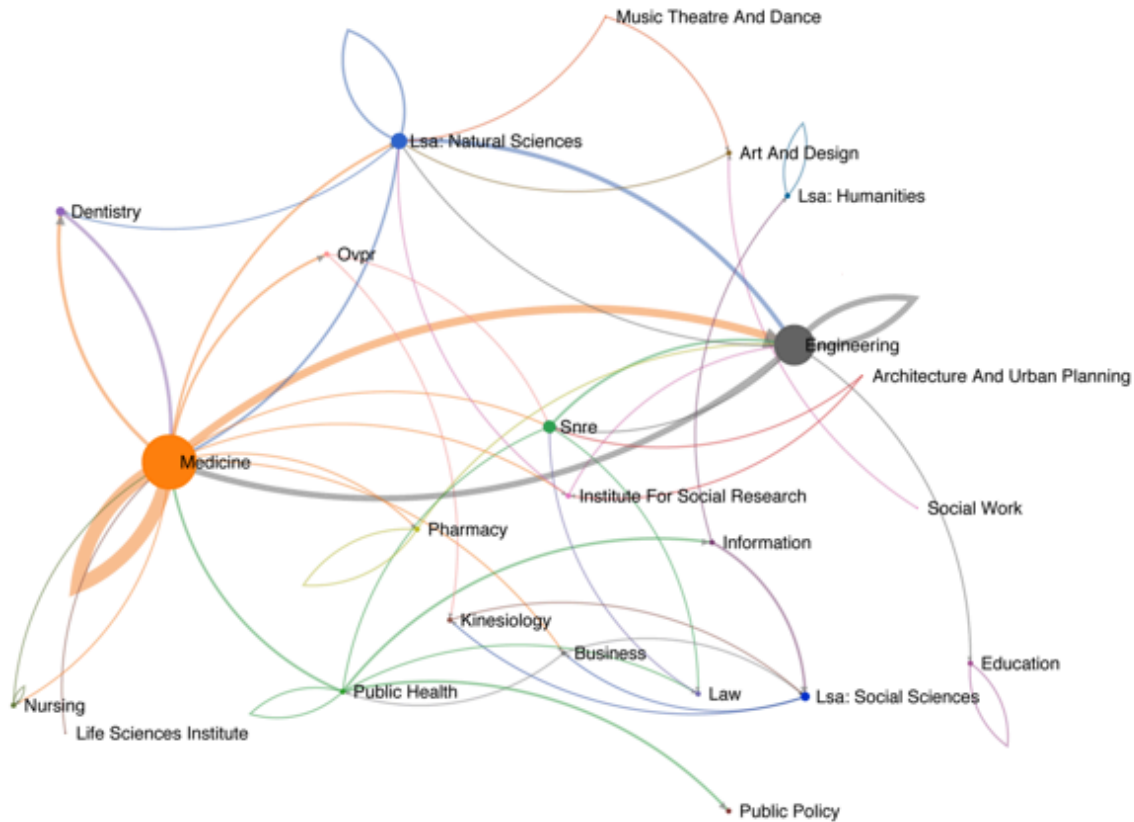 Music Theatre And Dance
Lsa: Natural Sciences
Art And Design
Lsa: Humanities
Dentistry
Ovpr
Engineering
Architecture And Urban Planning
Snre
Medicine
Institute For Social Research
Social Work
Pharmacy
Information
Kinesiology
Business
Education
Public Health
Law
Lsa: Social Sciences
Nursing
Life Sciences Institute
Public Policy